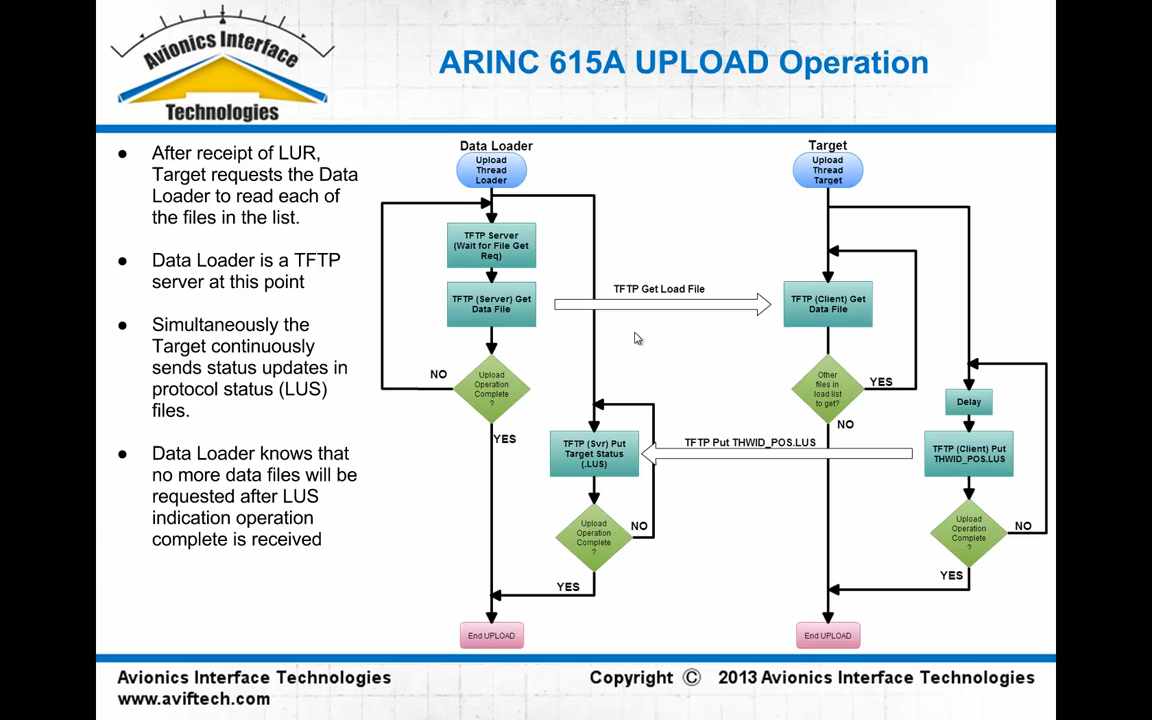 Avionics Interface
Technologies
ARINC 615A UPLOAD Operation
● After receipt of LUR,
Target requests the Data
Loader to read each of
the files in the list.
● Data Loader is a TFTP
server at this point
● Simultaneously the
Target continuously
sends status updates in
protocol status (LUS)
files.
● Data Loader knows that
no more data files will be
requested after LUS
indication operation
complete is received
Data Loader
Upload
Thread
Loader
TFTP Server
(Wait for File Get
Req)
TFTP (Server) Get
Data File
Upload
Operation
Complete
?
NO
YES
TFTP (Svr) Put
Target Status
(.LUS)
Upload
Operation
Complete
?
NO
YES
End UPLOAD
TFTP Get Load File
TFTP Put THWID_POS.LUS
Target
Upload
Thread
Target
TFTP (Client) Get
Data File
Other
files in
load list
to get?
YES
NO
Delay
TFTP (Client) Put
THWID_POS.LUS
Upload
Operation
Complete
?
NO
YES
End UPLOAD
Avionics Interface Technologies
www.aviftech.com
Copyright © 2013 Avionics Interface Technologies